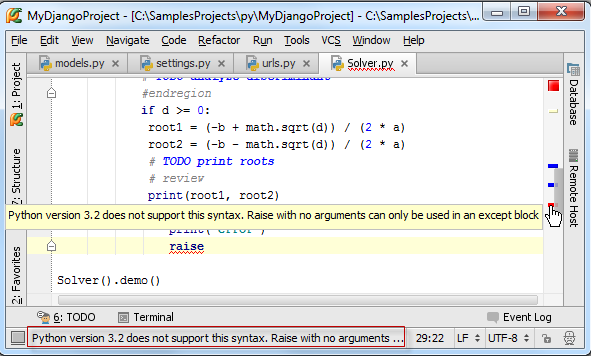 MyDjangoProject - [C:\SamplesProjects\py\MyDjangoProject] - C:\SamplesProjects\...
File Edit View Navigate Code Refactor Run Tools VCS Window Help
models.py settings.py urls.py Solver.py
1: Project
Structure
2: Favorites
# TODO analyze discriminant
#endregion
if d >= 0:
root1 = (-b + math.sqrt(d)) / (2 * a)
root2 = (-b - math.sqrt(d)) / (2 * a)
# TODO print roots
# review
print(root1, root2)
Python version 3.2 does not support this syntax. Raise with no arguments can only be used in an except block
print('error')
raise
Solver().demo()
Database
Remote Host
6: TODO Terminal Event Log
Python version 3.2 does not support this syntax. Raise with no arguments ... 29:22 LF UTF-8